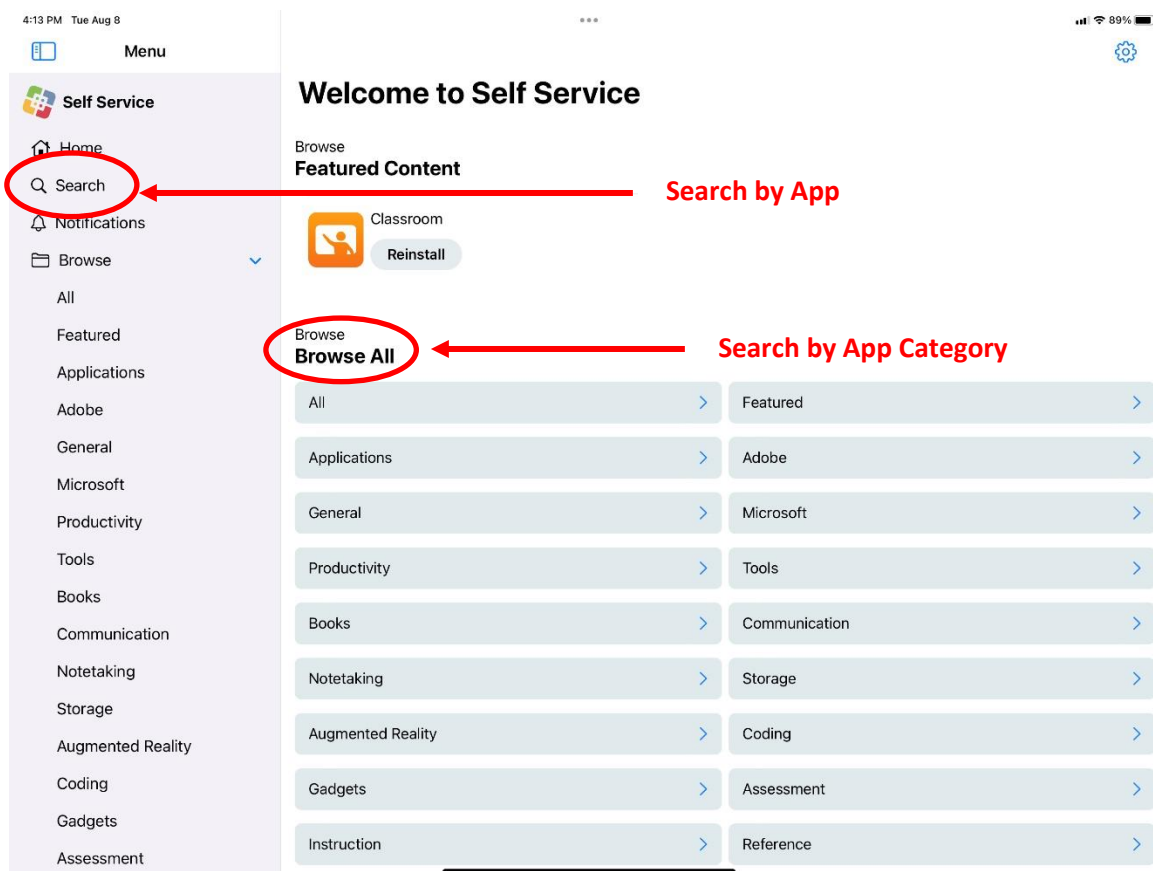 4:13 PM Tue Aug 8
89%
Menu
Self Service
Home
Search
Notifications
Browse
All
Featured
Applications
Adobe
General
Microsoft
Productivity
Tools
Books
Communication
Notetaking
Storage
Augmented Reality
Coding
Gadgets
Assessment
Welcome to Self Service
Browse
Featured Content
Search by App
Classroom
Reinstall
Browse
Browse All
Search by App Category
All
Featured
Applications
Adobe
General
Microsoft
Productivity
Tools
Books
Communication
Notetaking
Storage
Augmented Reality
Coding
Gadgets
Assessment
Instruction
Reference